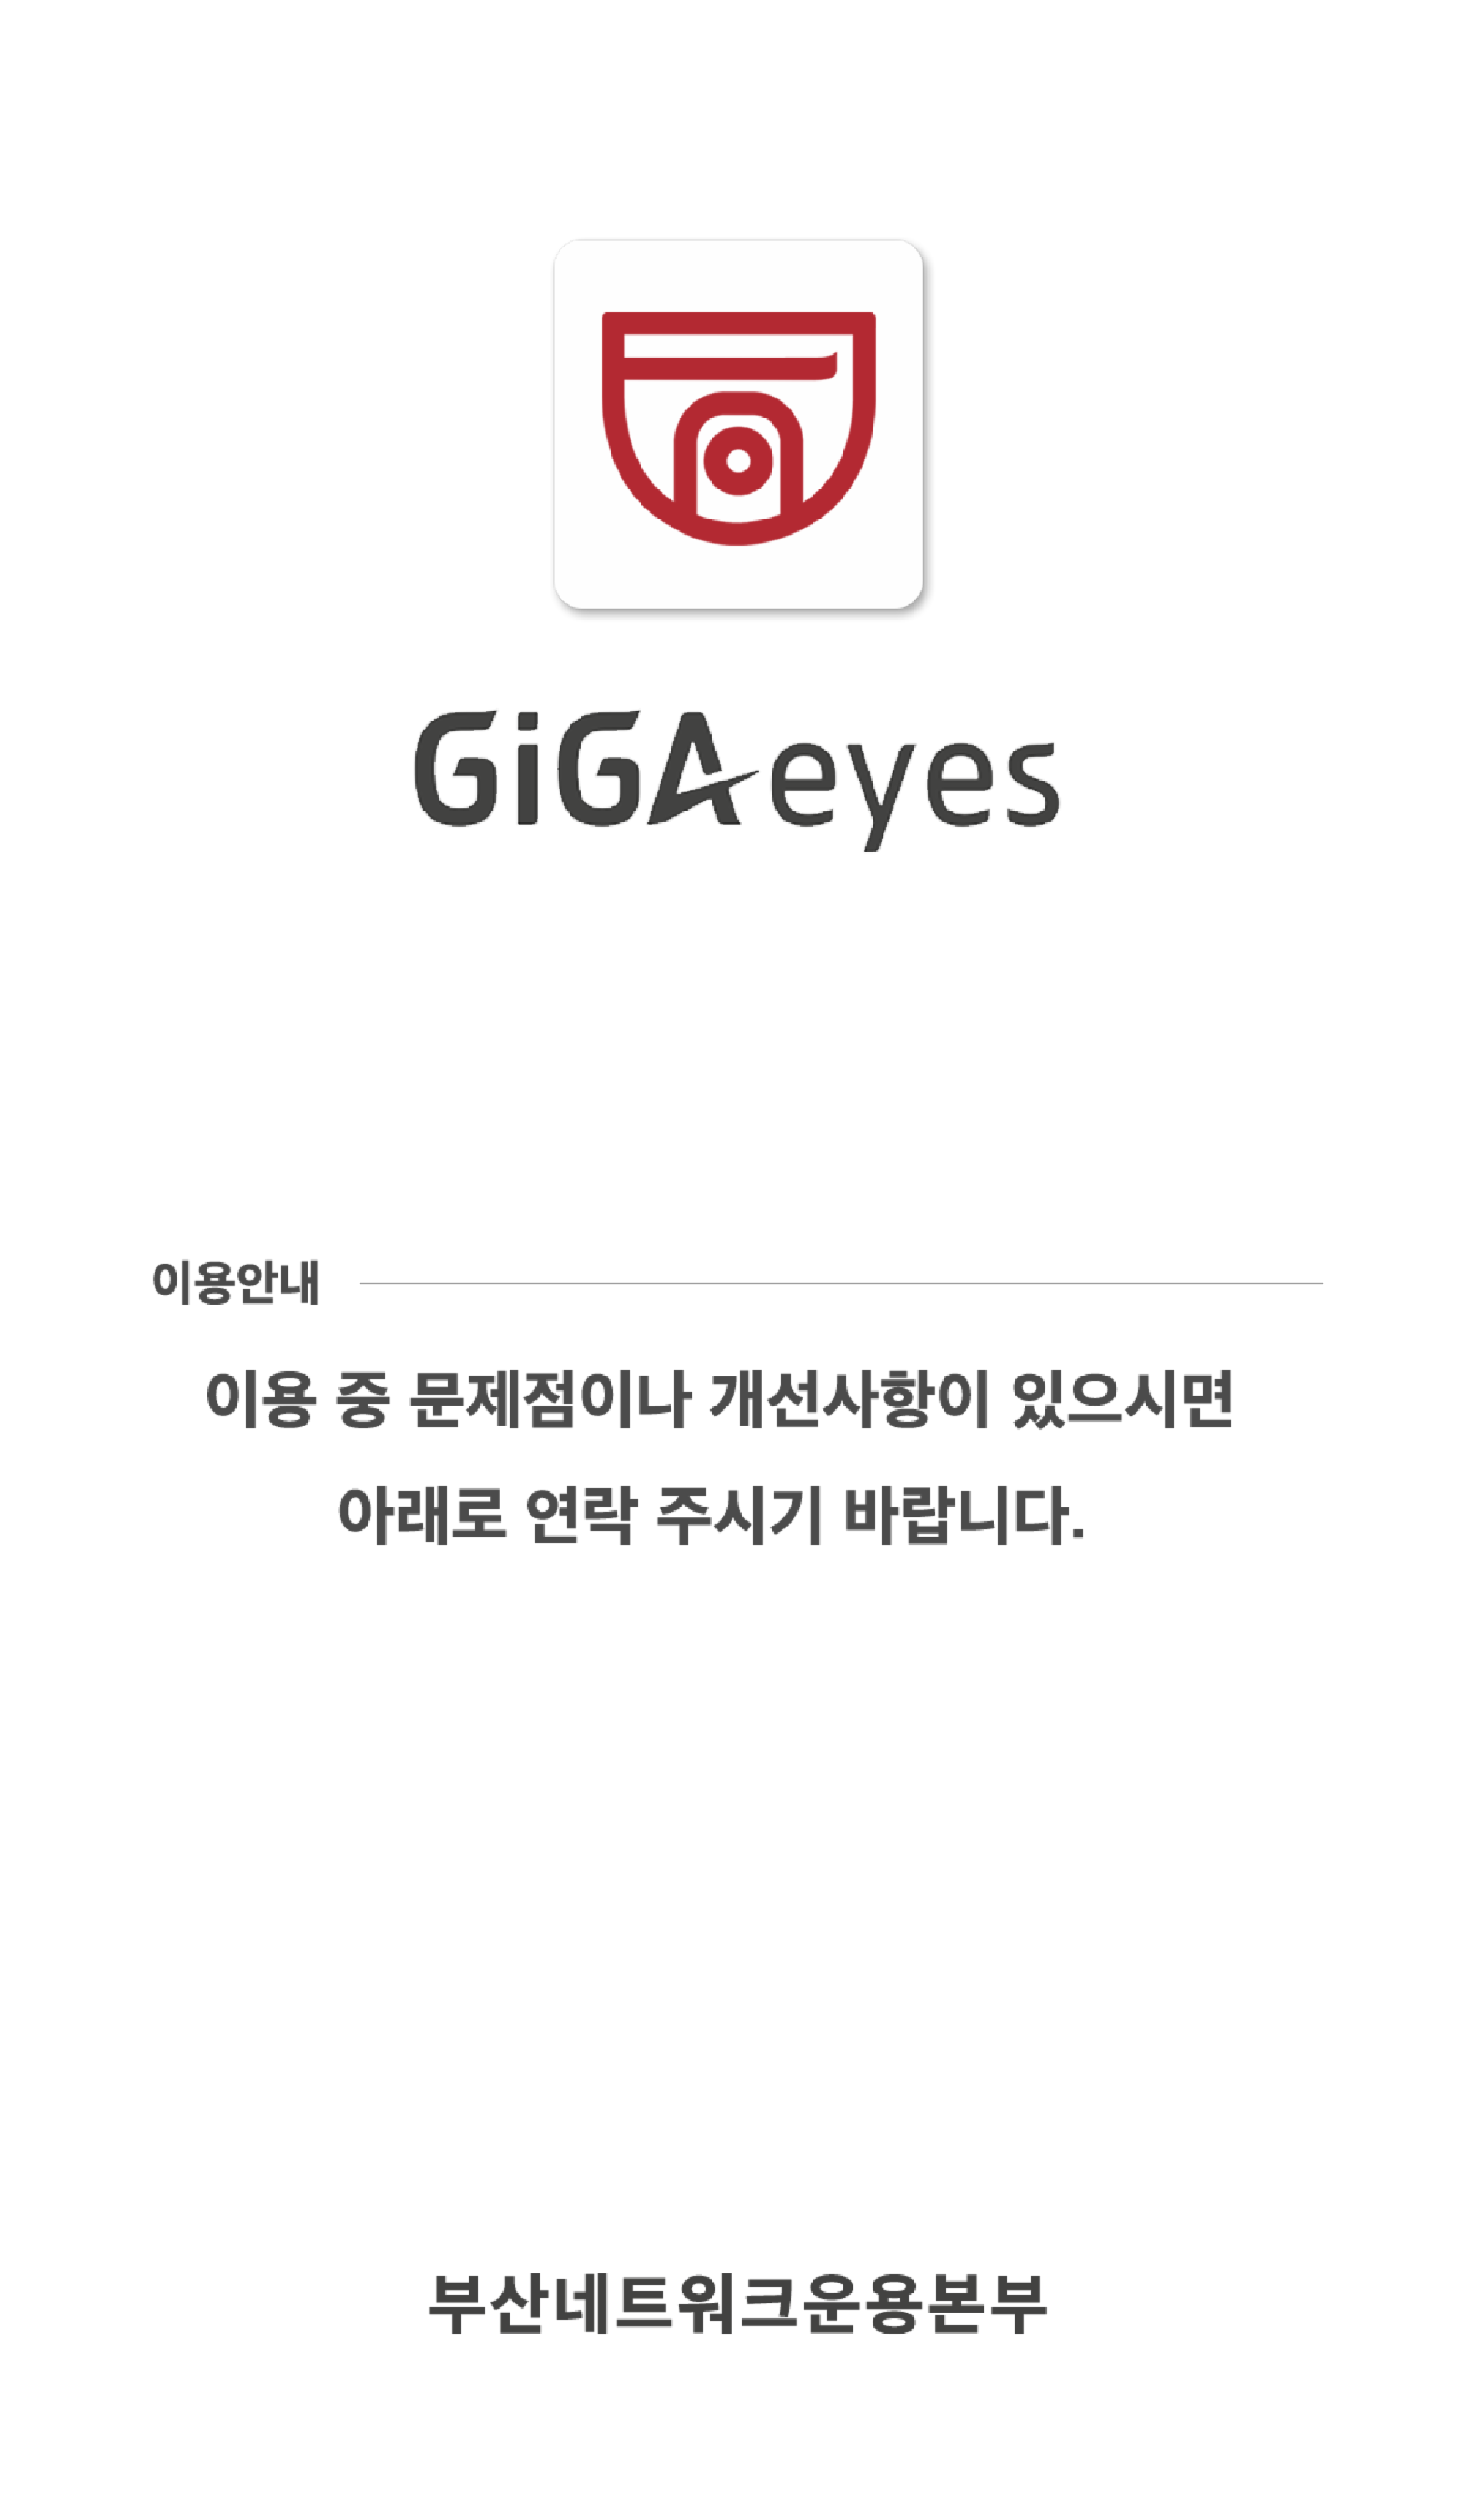 GiGAeyes
이용안내
이용 중 문제점이나 개선사항이 있으시면
아래로 연락 주시기 바랍니다.
부산네트워크운용본부